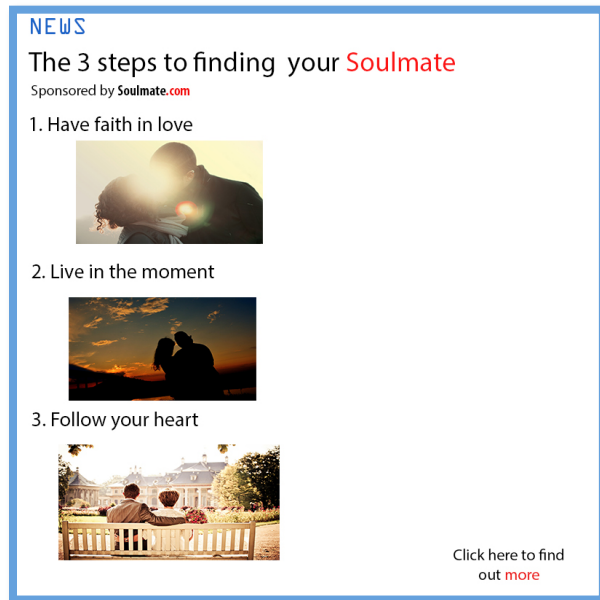 NEWS
The 3 steps to finding your Soulmate
Sponsored by Soulmate.com
1. Have faith in love
2. Live in the moment
3. Follow your heart
Click here to find
out more